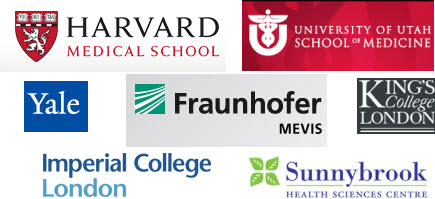 HARVARD
MEDICAL SCHOOL
UNIVERSITY OF UTAH
SCHOOL OF MEDICINE
Yale
Fraunhofer
MEVIS
KING'S
College
LONDON
Imperial College
London
Sunnybrook
HEALTH SCIENCES CENTRE